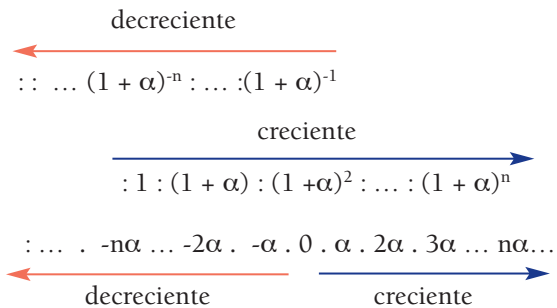 decreciente
: : … (1 + α)⁻ⁿ : … :(1 + α)⁻¹
creciente
: 1 : (1 + α) : (1 +α)² : … : (1 + α)ⁿ
: … . -nα … -2α . -α . 0 . α . 2α . 3α … nα…
decreciente creciente